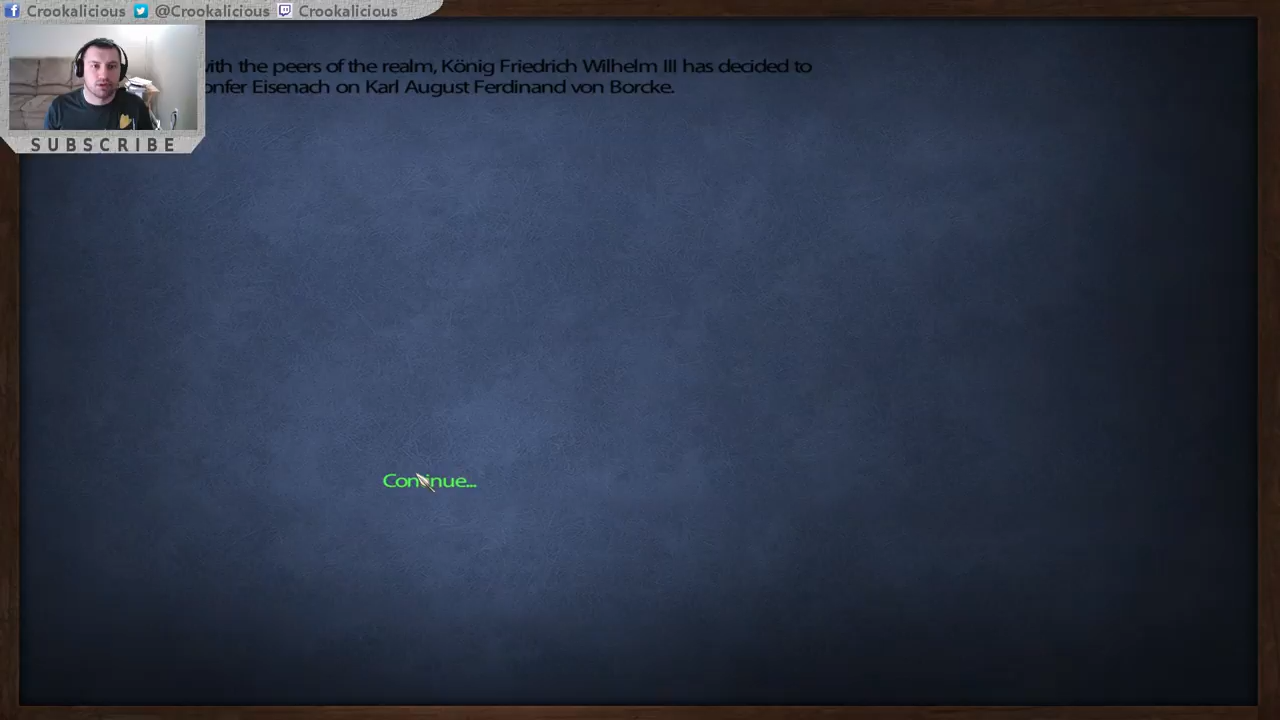 Crookalicious @Crookalicious Crookalicious
with the peers of the realm, König Friedrich Wilhelm III has decided to
confer Eisenach on Karl August Ferdinand von Borcke.
SUBSCRIBE
Continue...